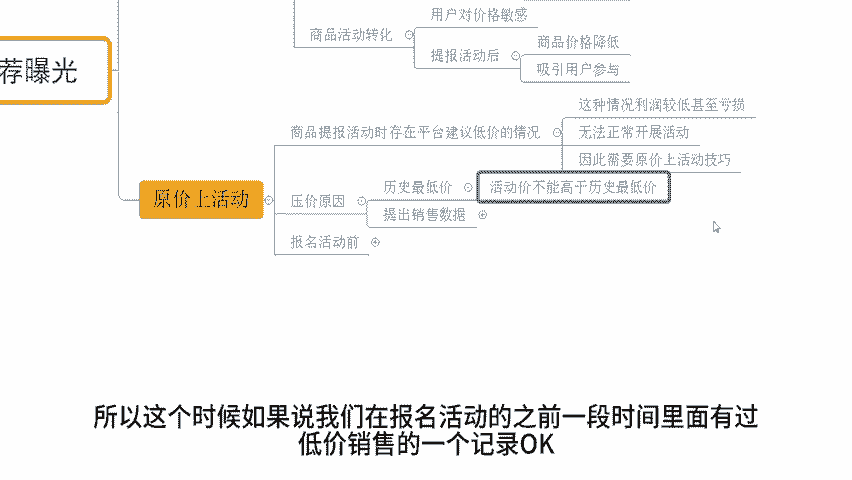 用户对价格敏感
商品活动转化
商品价格降低
提报活动后
吸引用户参与
荐曝光
这种情况利润较低甚至亏损
商品提报活动时存在平台建议低价的情况
无法正常开展活动
因此需要原价上活动技巧
原价上活动
历史最低价
活动价不能高于历史最低价
压价原因
提出销售数据
报名活动前
所以这个时候如果说我们在报名活动的之前一段时间里面有过
低价销售的一个记录OK